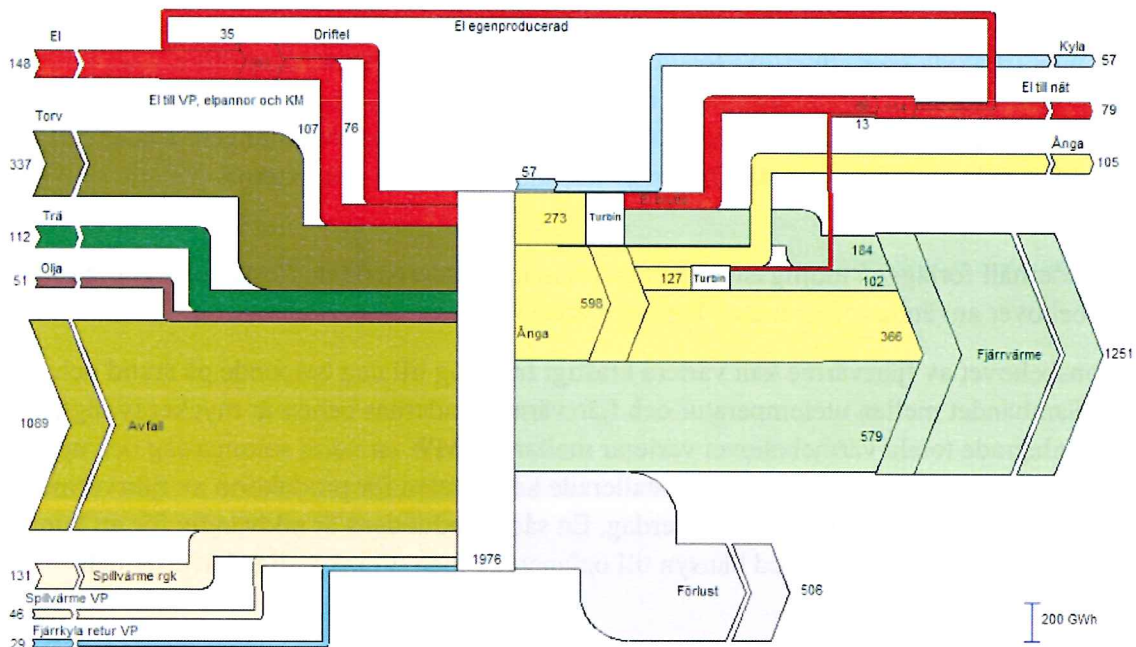 El egenproducerad
El
35
Driftel
Kyla
148
57
El till nät
El till VP, elpannor och KM
79
Torv
107
76
13
Ånga
337
57
105
Trä
273
Turbin
112
184
Olja
127
Turbin
102
51
598
Ånga
366
Fjärrvärme
1251
1089
Avfall
579
1976
131
Spillvärme rgk
Förlust
506
Spillvärme VP
46
200 GWh
Fjärrkyla retur VP
29